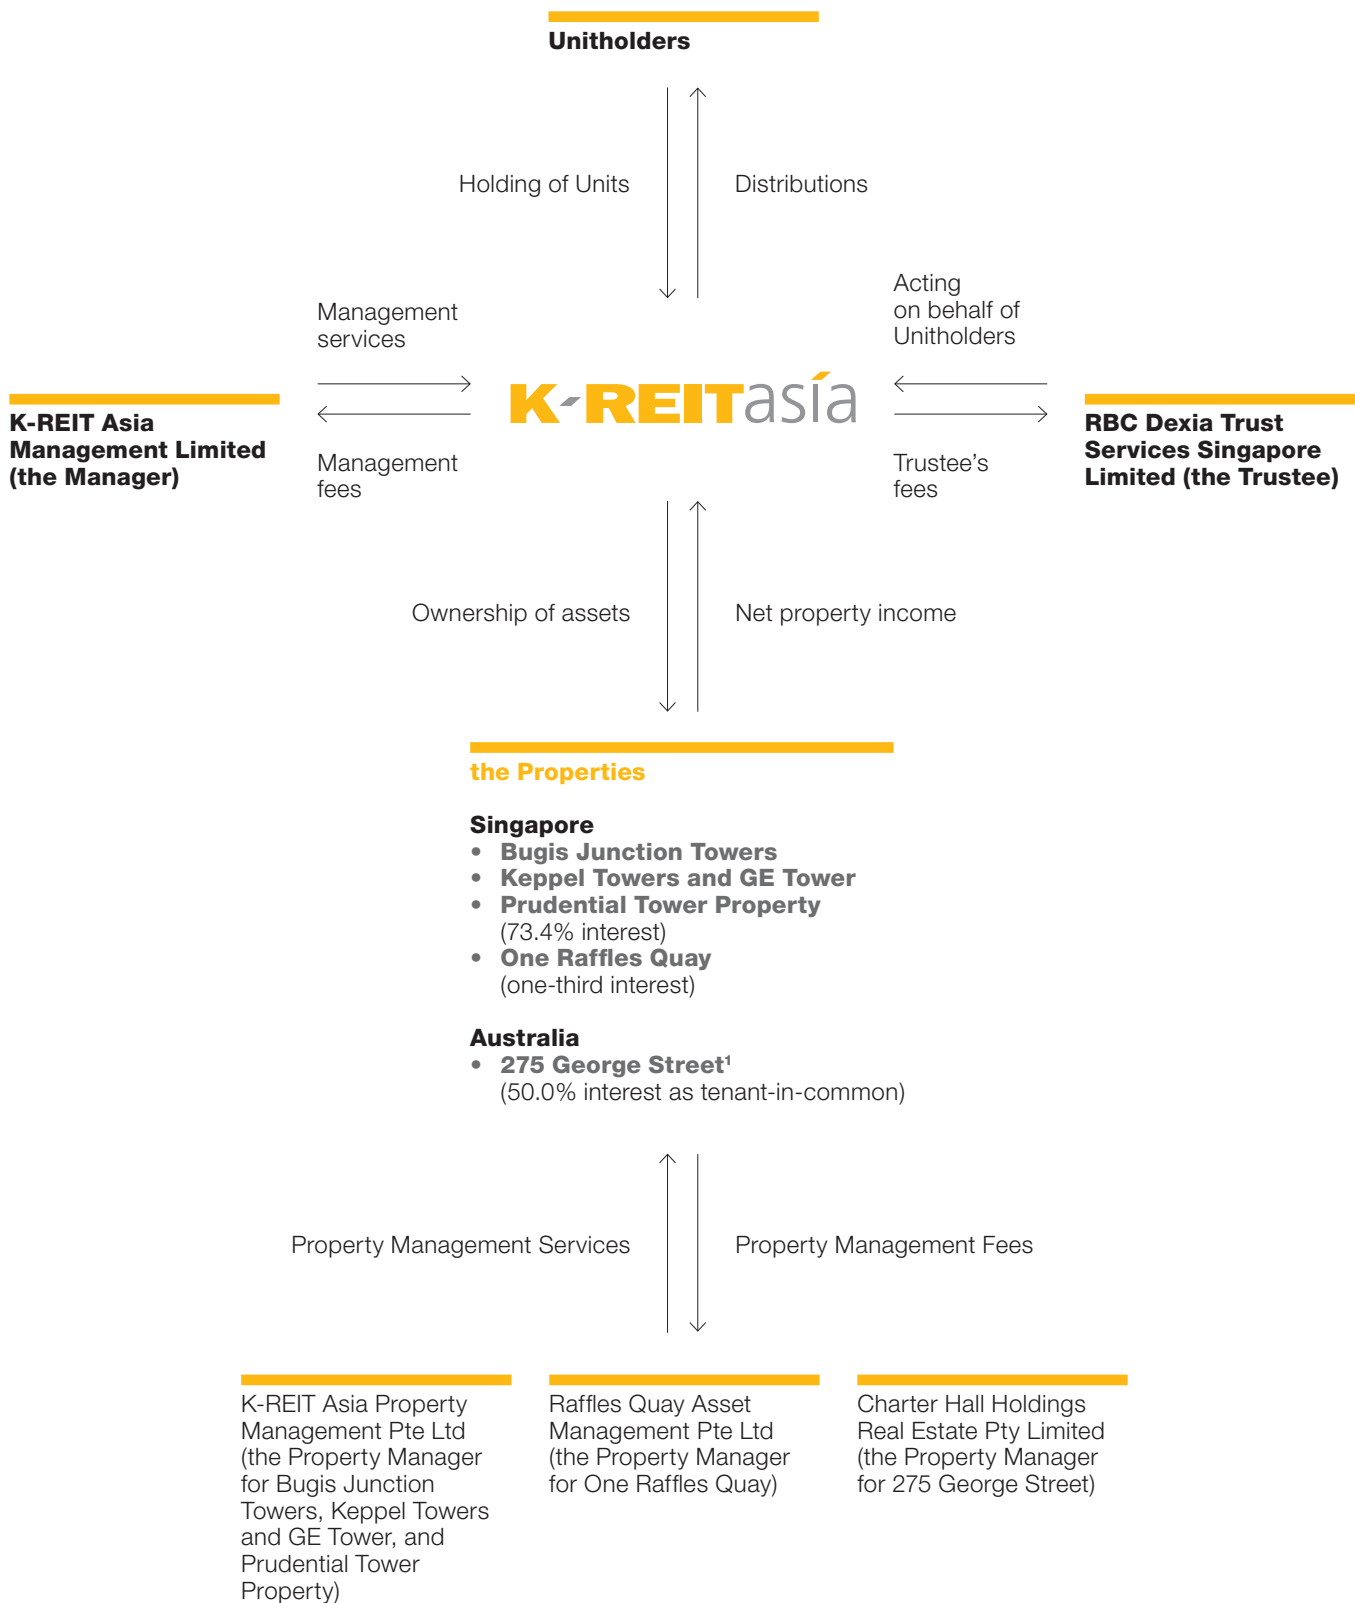 Unitholders
Holding of Units
Distributions
Management
services
Acting
on behalf of
Unitholders
K-REIT Asia
Management Limited
(the Manager)
K-REITasia
RBC Dexia Trust
Services Singapore
Limited (the Trustee)
Management
fees
Trustee’s
fees
Ownership of assets
Net property income
the Properties
Singapore
• Bugis Junction Towers
• Keppel Towers and GE Tower
• Prudential Tower Property
(73.4% interest)
• One Raffles Quay
(one-third interest)
Australia
• 275 George Street¹
(50.0% interest as tenant-in-common)
Property Management Services
Property Management Fees
K-REIT Asia Property
Management Pte Ltd
(the Property Manager
for Bugis Junction
Towers, Keppel Towers
and GE Tower, and
Prudential Tower
Property)
Raffles Quay Asset
Management Pte Ltd
(the Property Manager
for One Raffles Quay)
Charter Hall Holdings
Real Estate Pty Limited
(the Property Manager
for 275 George Street)